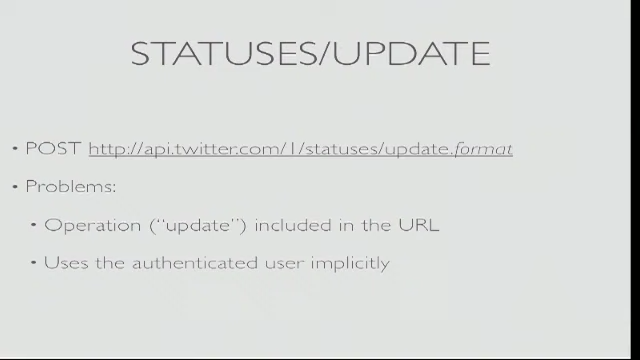 STATUSES/UPDATE
• POST http://api.twitter.com/1/statuses/update.format
• Problems:
• Operation (“update”) included in the URL
• Uses the authenticated user implicitly